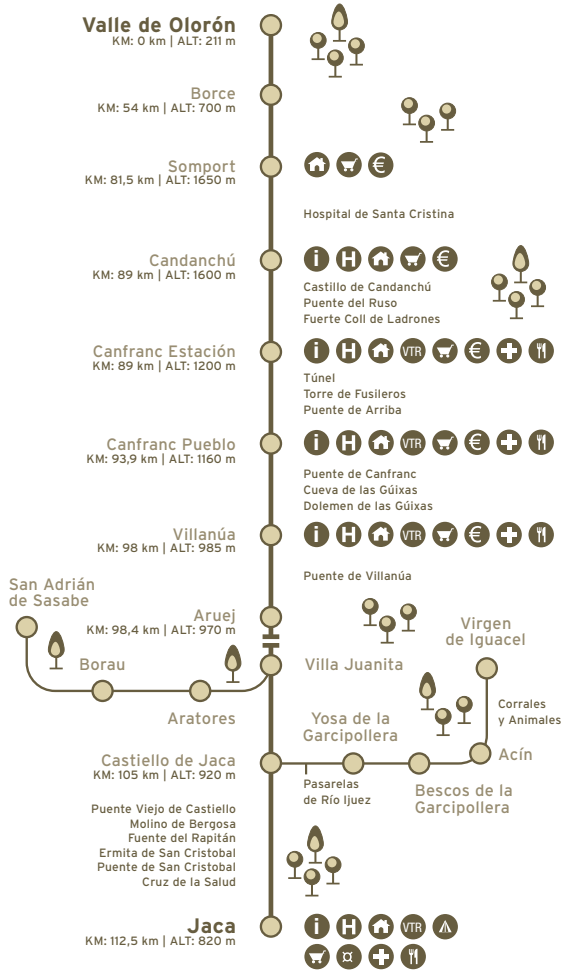 Valle de Olorón
KM: 0 km | ALT: 211 m
Borce
KM: 54 km | ALT: 700 m
Somport
KM: 81,5 km | ALT: 1650 m
€
Hospital de Santa Cristina
Candanchú
KM: 89 km | ALT: 1600 m
i H €
Castillo de Candanchú
Puente del Ruso
Fuerte Coll de Ladrones
Canfranc Estación
KM: 89 km | ALT: 1200 m
i H VTR €
Túnel
Torre de Fusileros
Puente de Arriba
Canfranc Pueblo
KM: 93,9 km | ALT: 1160 m
i H VTR €
Puente de Canfranc
Cueva de las Gúixas
Dolemen de las Gúixas
Villanúa
KM: 98 km | ALT: 985 m
i H VTR €
Puente de Villanúa
San Adrián
de Sasabe
Aruej
KM: 98,4 km | ALT: 970 m
Virgen
de Iguacel
Borau
Villa Juanita
Aratores
Corrales
y Animales
Yosa de la
Garcipollera
Acín
Castiello de Jaca
KM: 105 km | ALT: 920 m
Pasarelas
de Río Ijuez
Bescos de la
Garcipollera
Puente Viejo de Castiello
Molino de Bergosa
Fuente del Rapitán
Ermita de San Cristobal
Puente de San Cristobal
Cruz de la Salud
Jaca
KM: 112,5 km | ALT: 820 m
i H VTR
¤